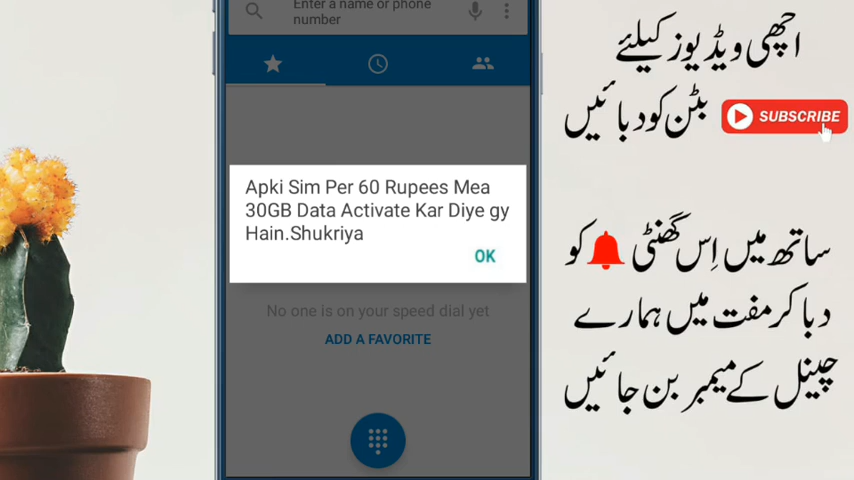 Enter a name or phone
number
Apki Sim Per 60 Rupees Mea
30GB Data Activate Kar Diye gy
Hain.Shukriya
OK
No one is on your speed dial yet
ADD A FAVORITE
اچھی ویڈیوز کیلئے
بٹن کو دبائیں SUBSCRIBE
ساتھ میں اِس گھنٹی کو
دبا کر مفت میں ہمارے
چینل کے میمبر بن جائیں